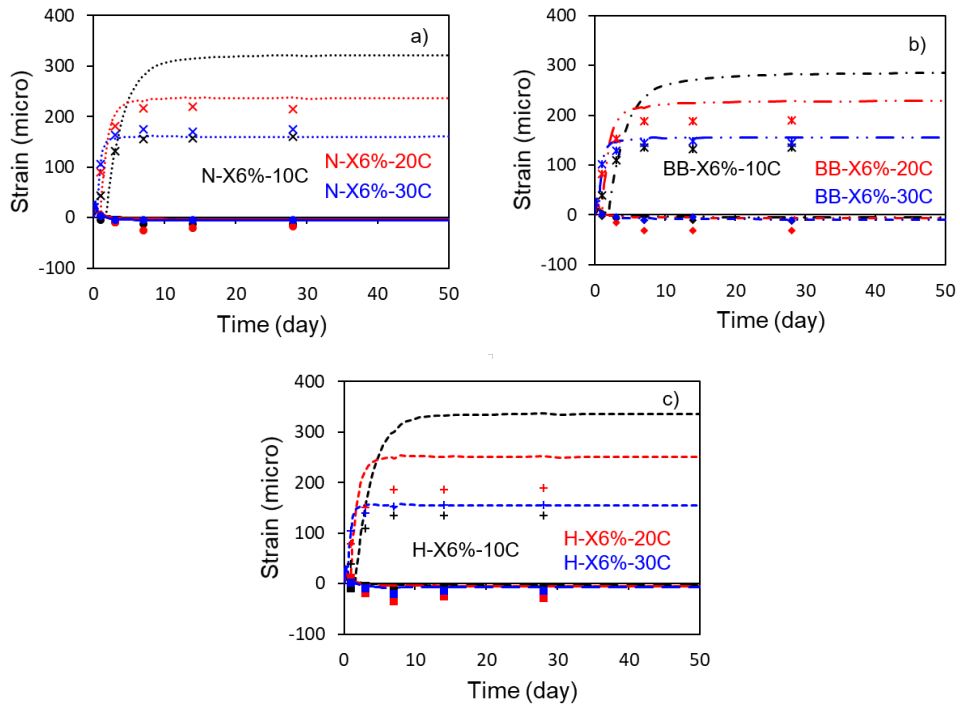 a)
400
300
200
100
0
-100
Strain (micro)
N-X6%-10C
N-X6%-20C
N-X6%-30C
0 10 20 30 40 50
Time (day)
b)
400
300
200
100
0
-100
Strain (micro)
BB-X6%-10C
BB-X6%-20C
BB-X6%-30C
0 10 20 30 40 50
Time (day)
c)
400
300
200
100
0
-100
Strain (micro)
H-X6%-10C
H-X6%-20C
H-X6%-30C
0 10 20 30 40 50
Time (day)